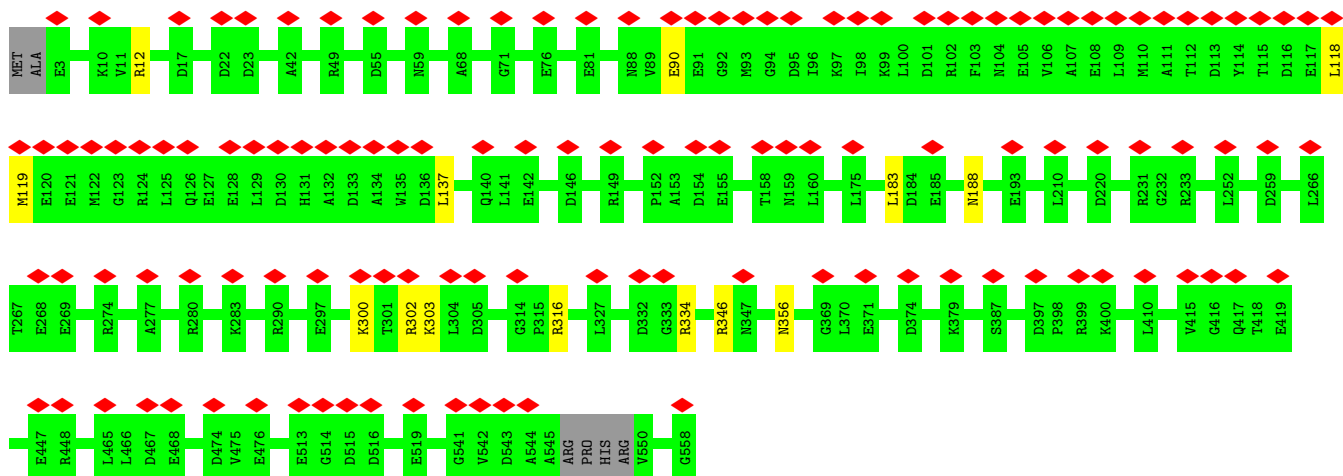 MET ALA E3 K10 V11 R12 D17 D22 D23 A42 R49 D55 N59 A68 G71 E76 E81 N88 V89 E90 E91 G92 M93 G94 D95 I96 K97 I98 K99 L100 D101 R102 F103 N104 E105 V106 A107 E108 L109 M110 A111 T112 D113 Y114 T115 D116 E117 L118
M119 E120 E121 M122 G123 R124 L125 Q126 E127 E128 L129 D130 H131 A132 D133 A134 W135 D136 L137 Q140 L141 E142 D146 R149 P152 A153 D154 E155 T158 N159 L160 L175 L183 D184 E185 N188 E193 L210 D220 R231 G232 R233 L252 D259 L266
T267 E268 E269 R274 A277 R280 K283 R290 E297 K300 T301 R302 K303 L304 D305 G314 P315 R316 L327 D332 G333 R334 R346 N347 N356 G369 L370 E371 D374 K379 S387 D397 P398 R399 K400 L410 V415 G416 Q417 T418 E419
E447 R448 L465 L466 D467 E468 D474 V475 E476 E513 G514 D515 D516 E519 G541 V542 D543 A544 A545 ARG PRO HIS ARG V550 G558